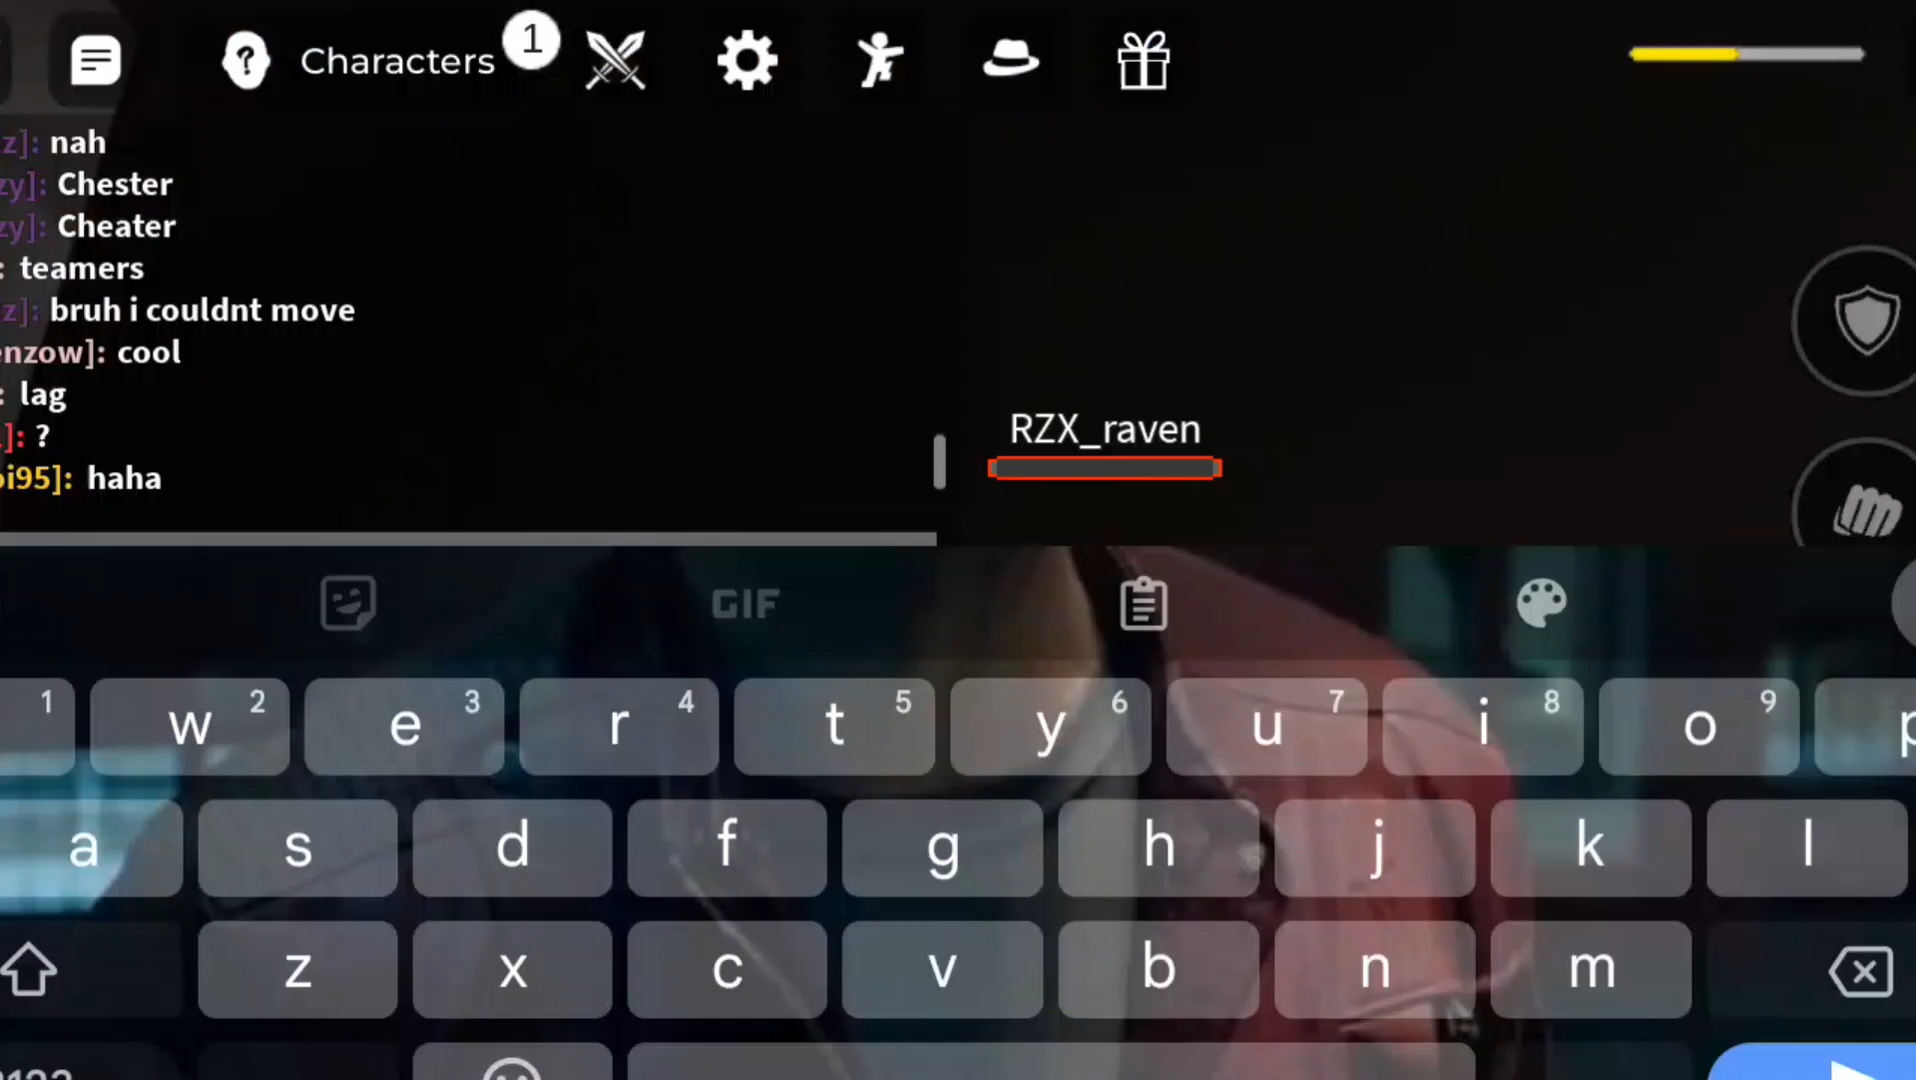 Characters
1
z]: nah
zy]: Chester
zy]: Cheater
: teamers
z]: bruh i couldnt move
enzow]: cool
: lag
]: ?
oi95]: haha
RZX_raven
GIF
1 w 2 e 3 r 4 t 5 y 6 u 7 i 8 o 9 p
a s d f g h j k l
z x c v b n m